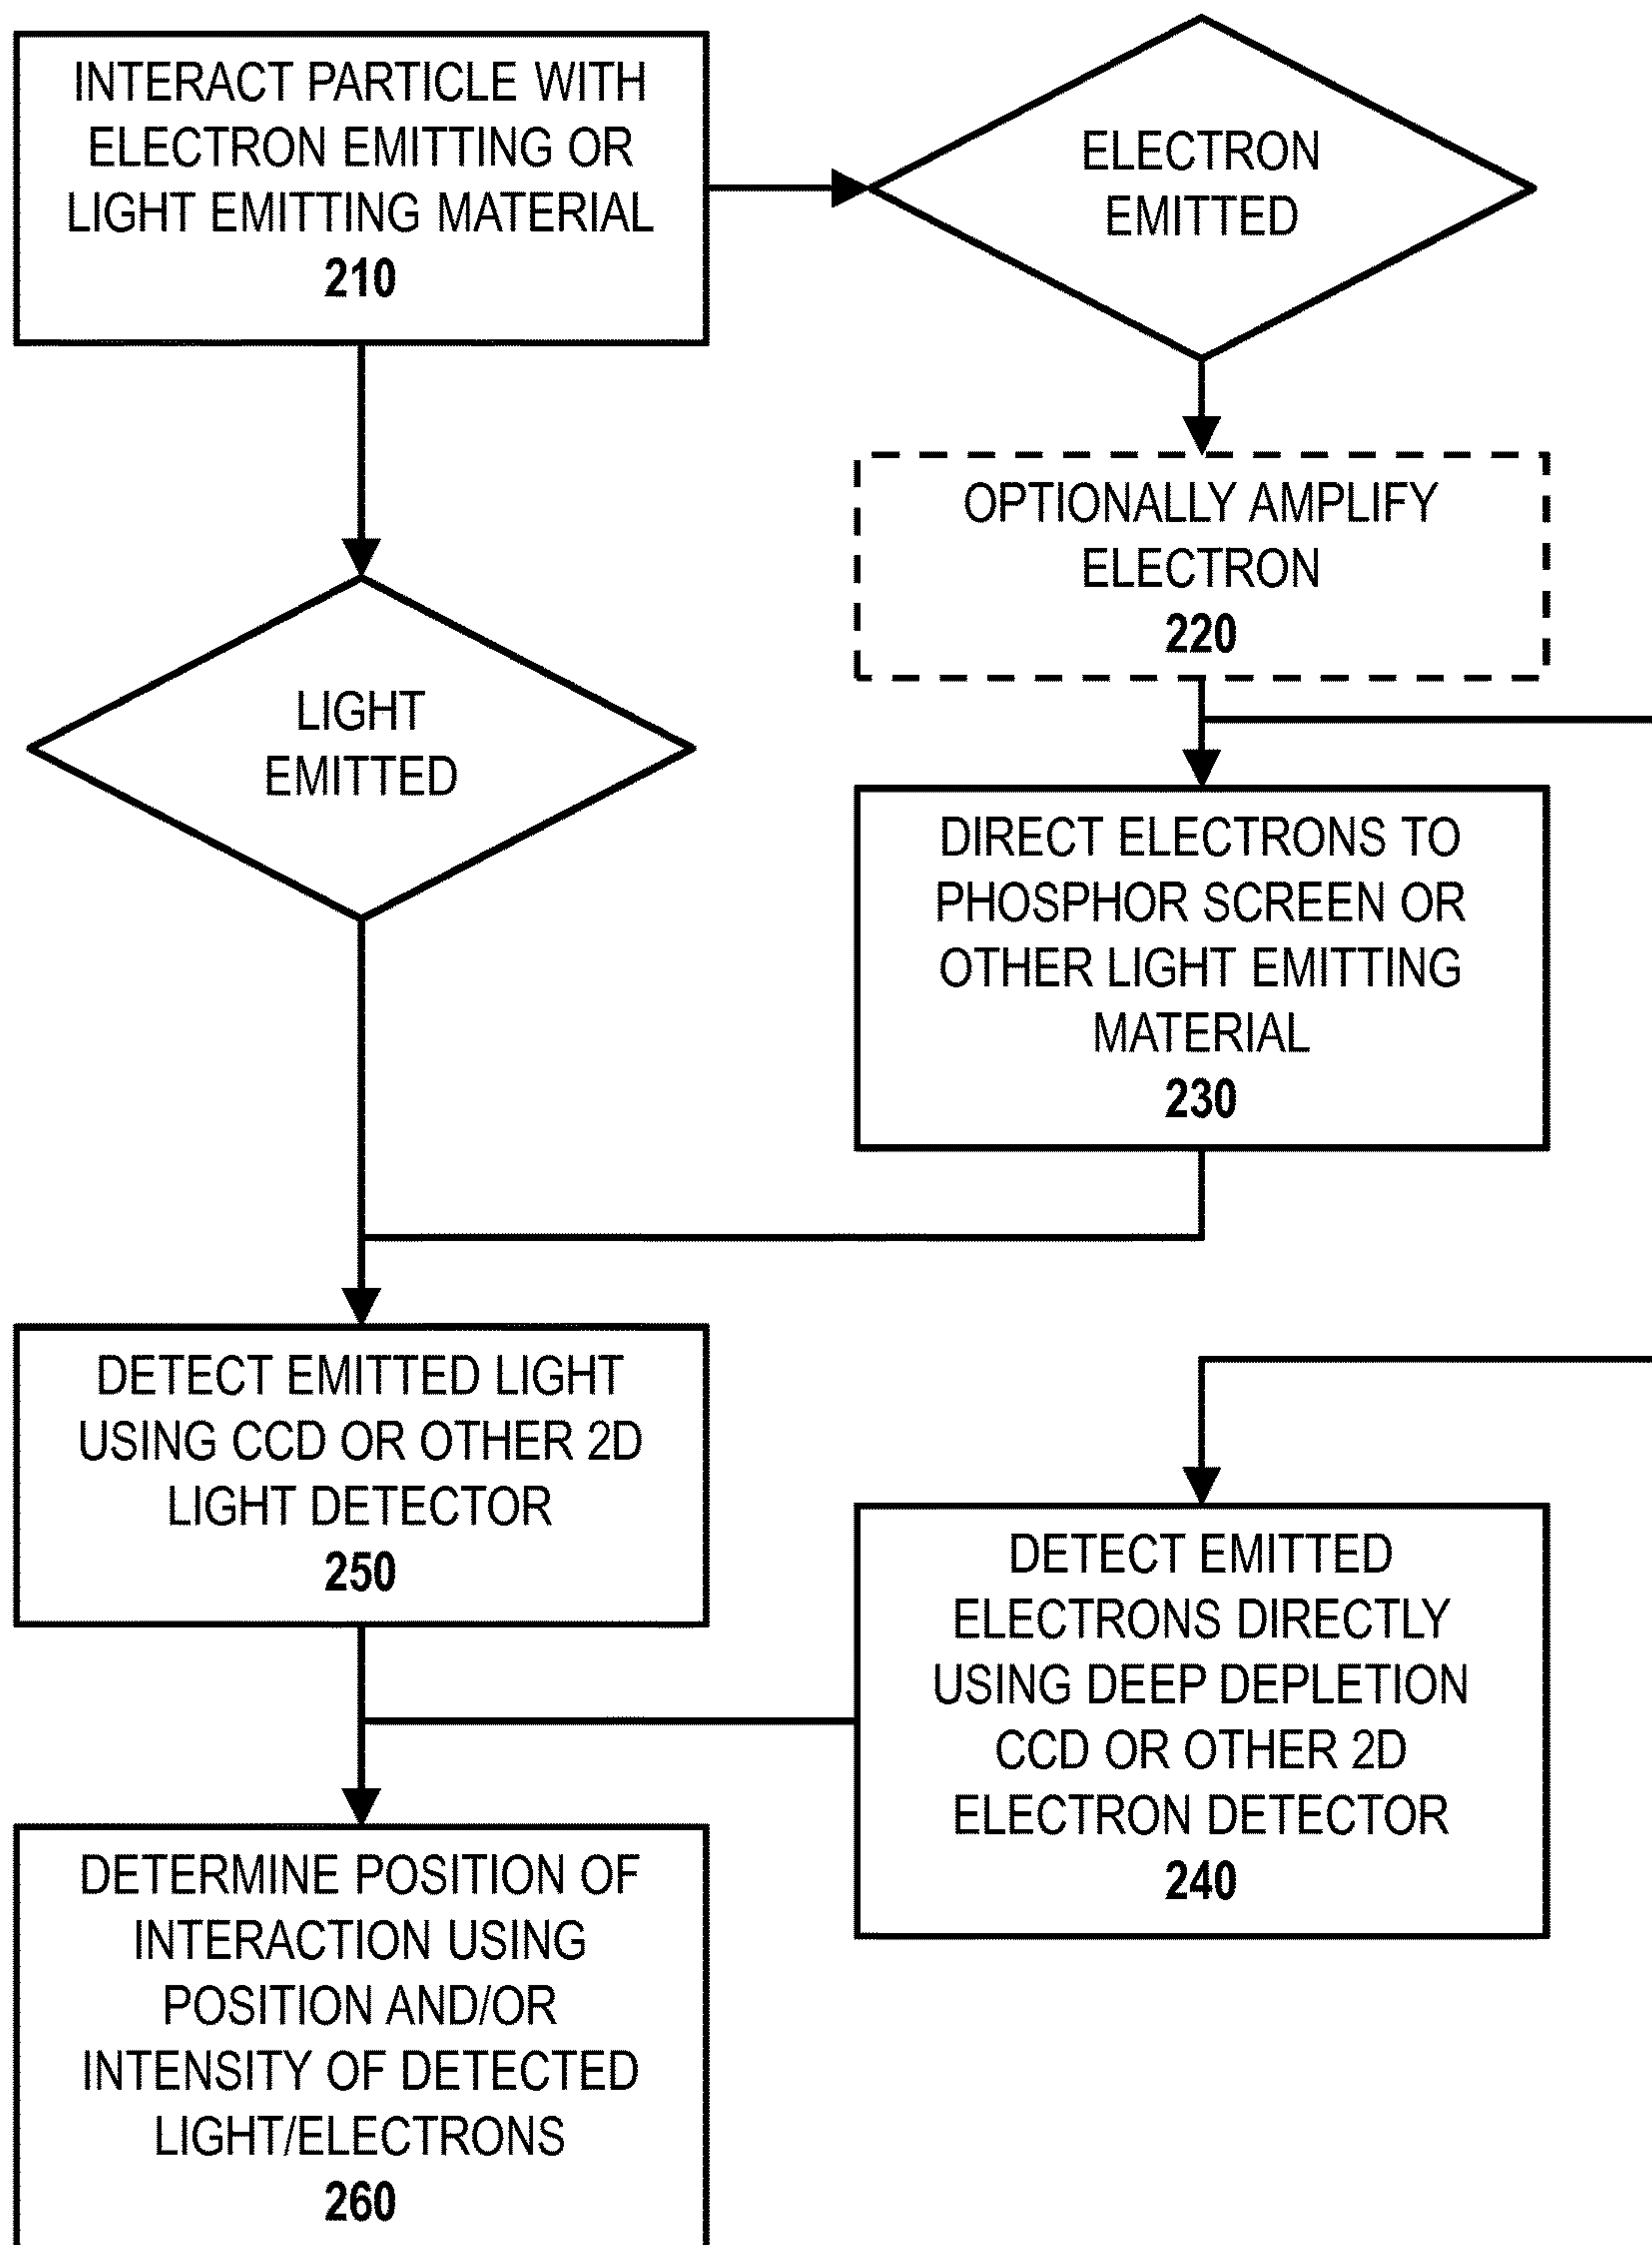 INTERACT PARTICLE WITH
ELECTRON EMITTING OR
LIGHT EMITTING MATERIAL
210
ELECTRON
EMITTED
OPTIONALLY AMPLIFY
ELECTRON
220
LIGHT
EMITTED
DIRECT ELECTRONS TO
PHOSPHOR SCREEN OR
OTHER LIGHT EMITTING
MATERIAL
230
DETECT EMITTED LIGHT
USING CCD OR OTHER 2D
LIGHT DETECTOR
250
DETECT EMITTED
ELECTRONS DIRECTLY
USING DEEP DEPLETION
CCD OR OTHER 2D
ELECTRON DETECTOR
240
DETERMINE POSITION OF
INTERACTION USING
POSITION AND/OR
INTENSITY OF DETECTED
LIGHT/ELECTRONS
260